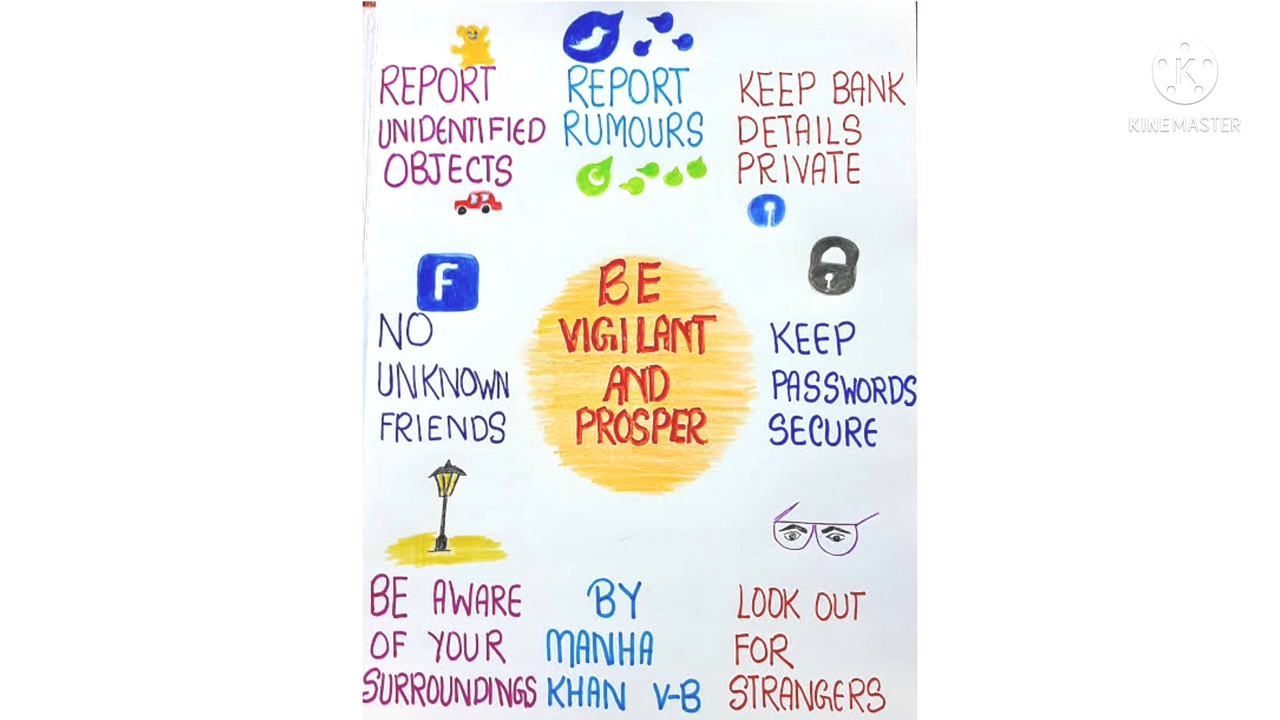 REPORT
UNIDENTIFIED
OBJECTS
REPORT
RUMOURS
KEEP BANK
DETAILS
PRIVATE
F
NO
UNKNOWN
FRIENDS
BE
VIGILANT
AND
PROSPER
KEEP
PASSWORDS
SECURE
BE AWARE
OF YOUR
SURROUNDINGS
BY
MANHA
KHAN V-B
LOOK OUT
FOR
STRANGERS
K
KINEMASTER